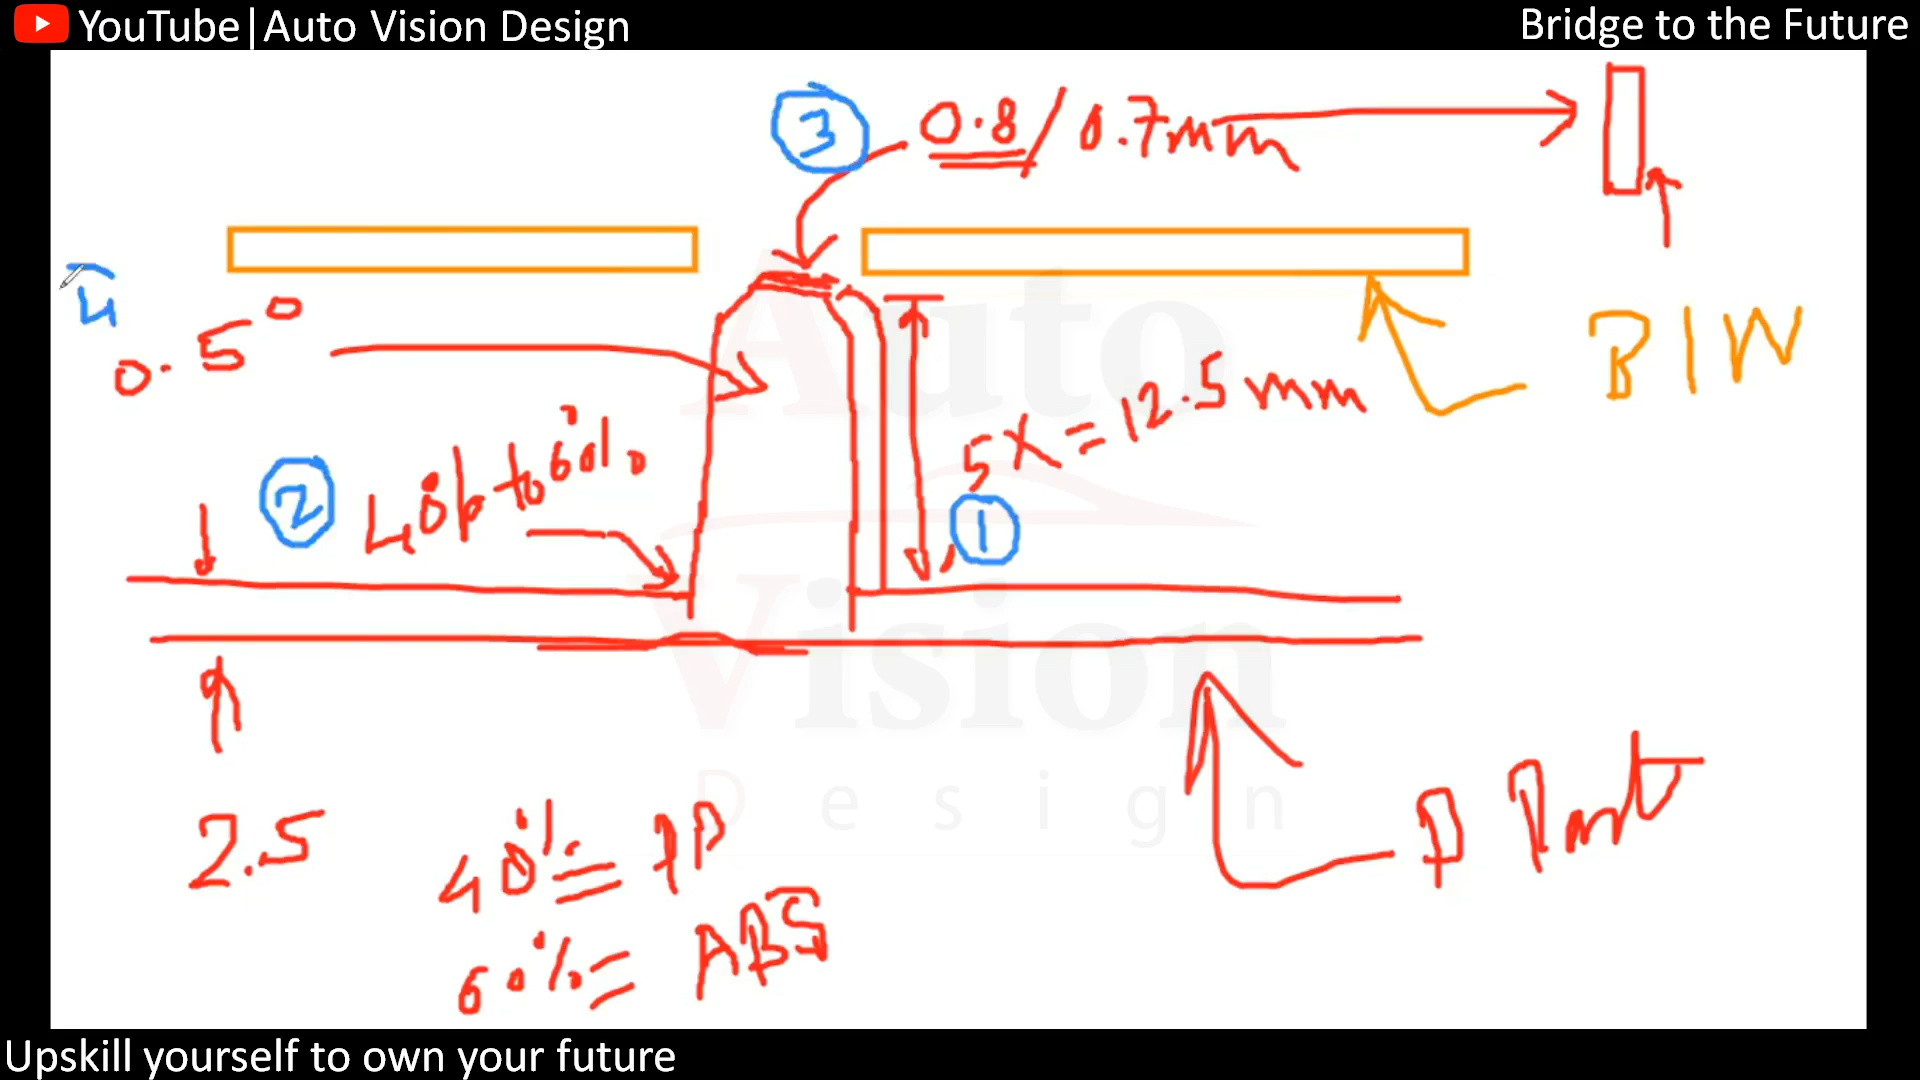 YouTube|Auto Vision Design
Bridge to the Future
3
0.8/0.7mm
4
0.5°
BIW
5x=12.5mm
2
40% to 60%
1
Auto
Vision
Design
2.5
40%= PP
60%= ABS
P Part
Upskill yourself to own your future